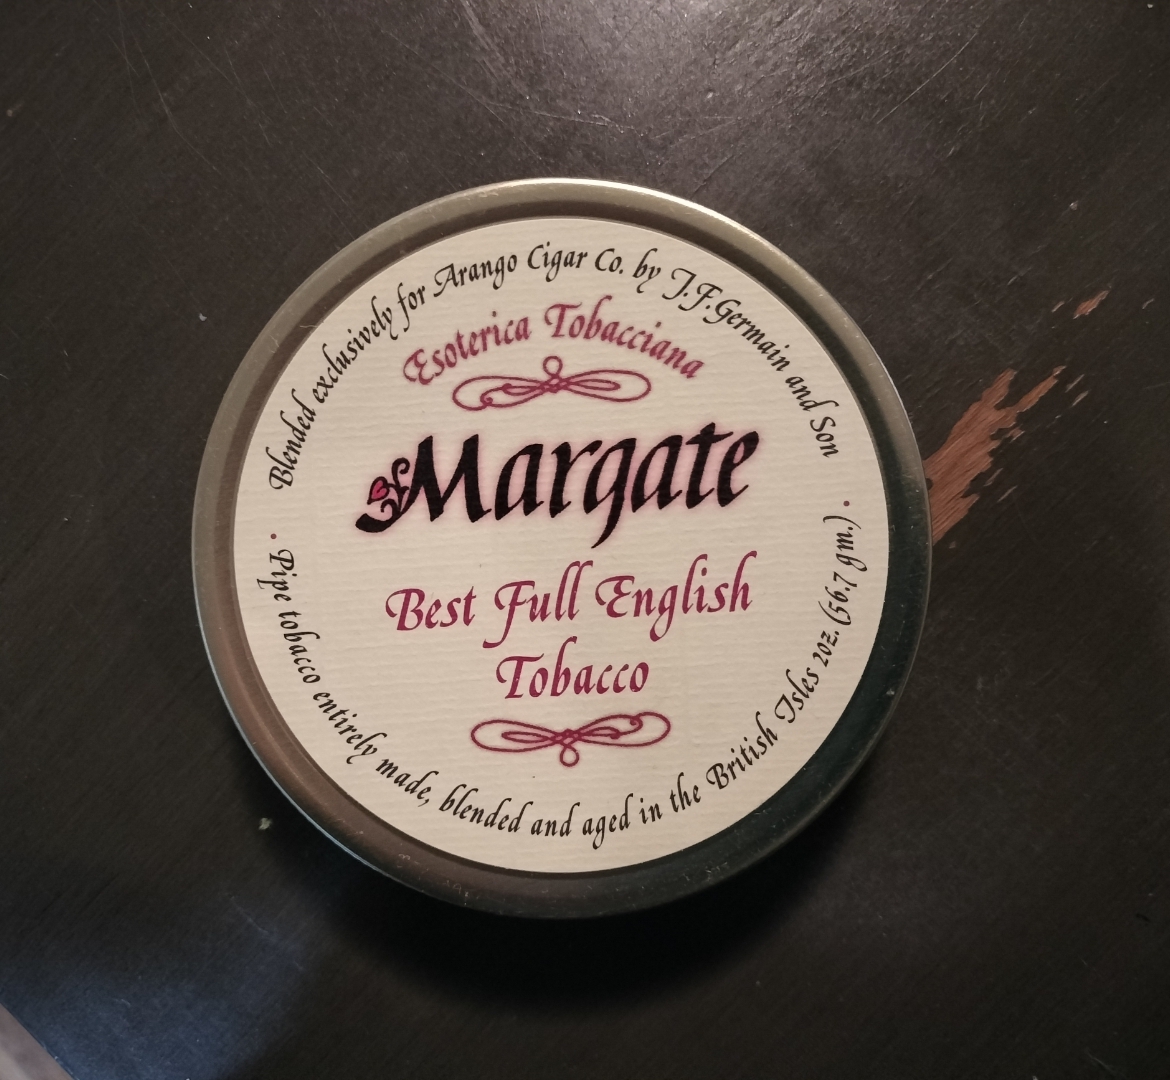 Blended exclusively for Arango Cigar Co. by J.F.Germain and Son
Esoterica Tobacciana
Margate
Best Full English
Tobacco
· Pipe tobacco entirely made, blended and aged in the British Isles 2oz. (56.7 gm.) ·